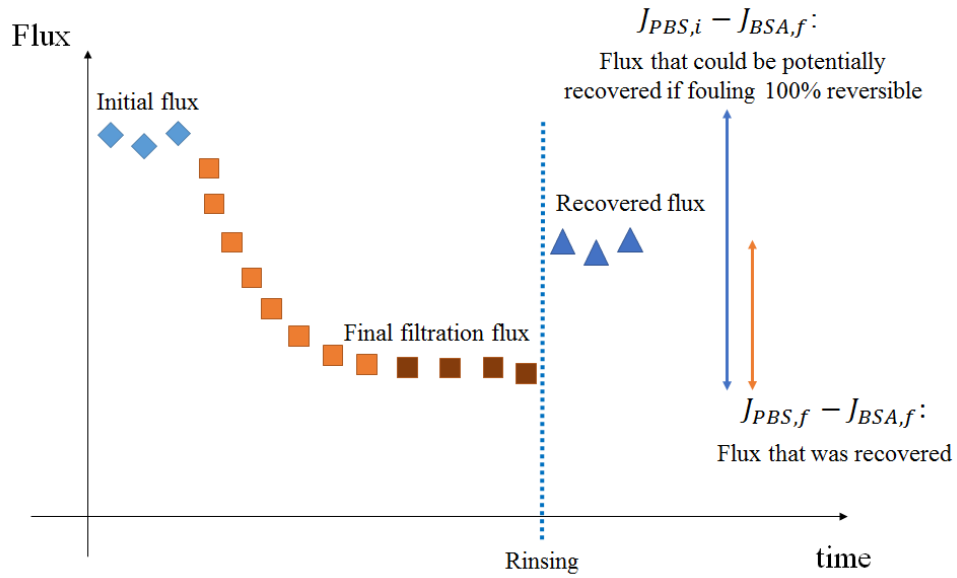 J_{PBS,i} − J_{BSA,f}:
Flux
Flux that could be potentially
recovered if fouling 100% reversible
Initial flux
Recovered flux
Final filtration flux
J_{PBS,f} − J_{BSA,f}:
Flux that was recovered
Rinsing
time